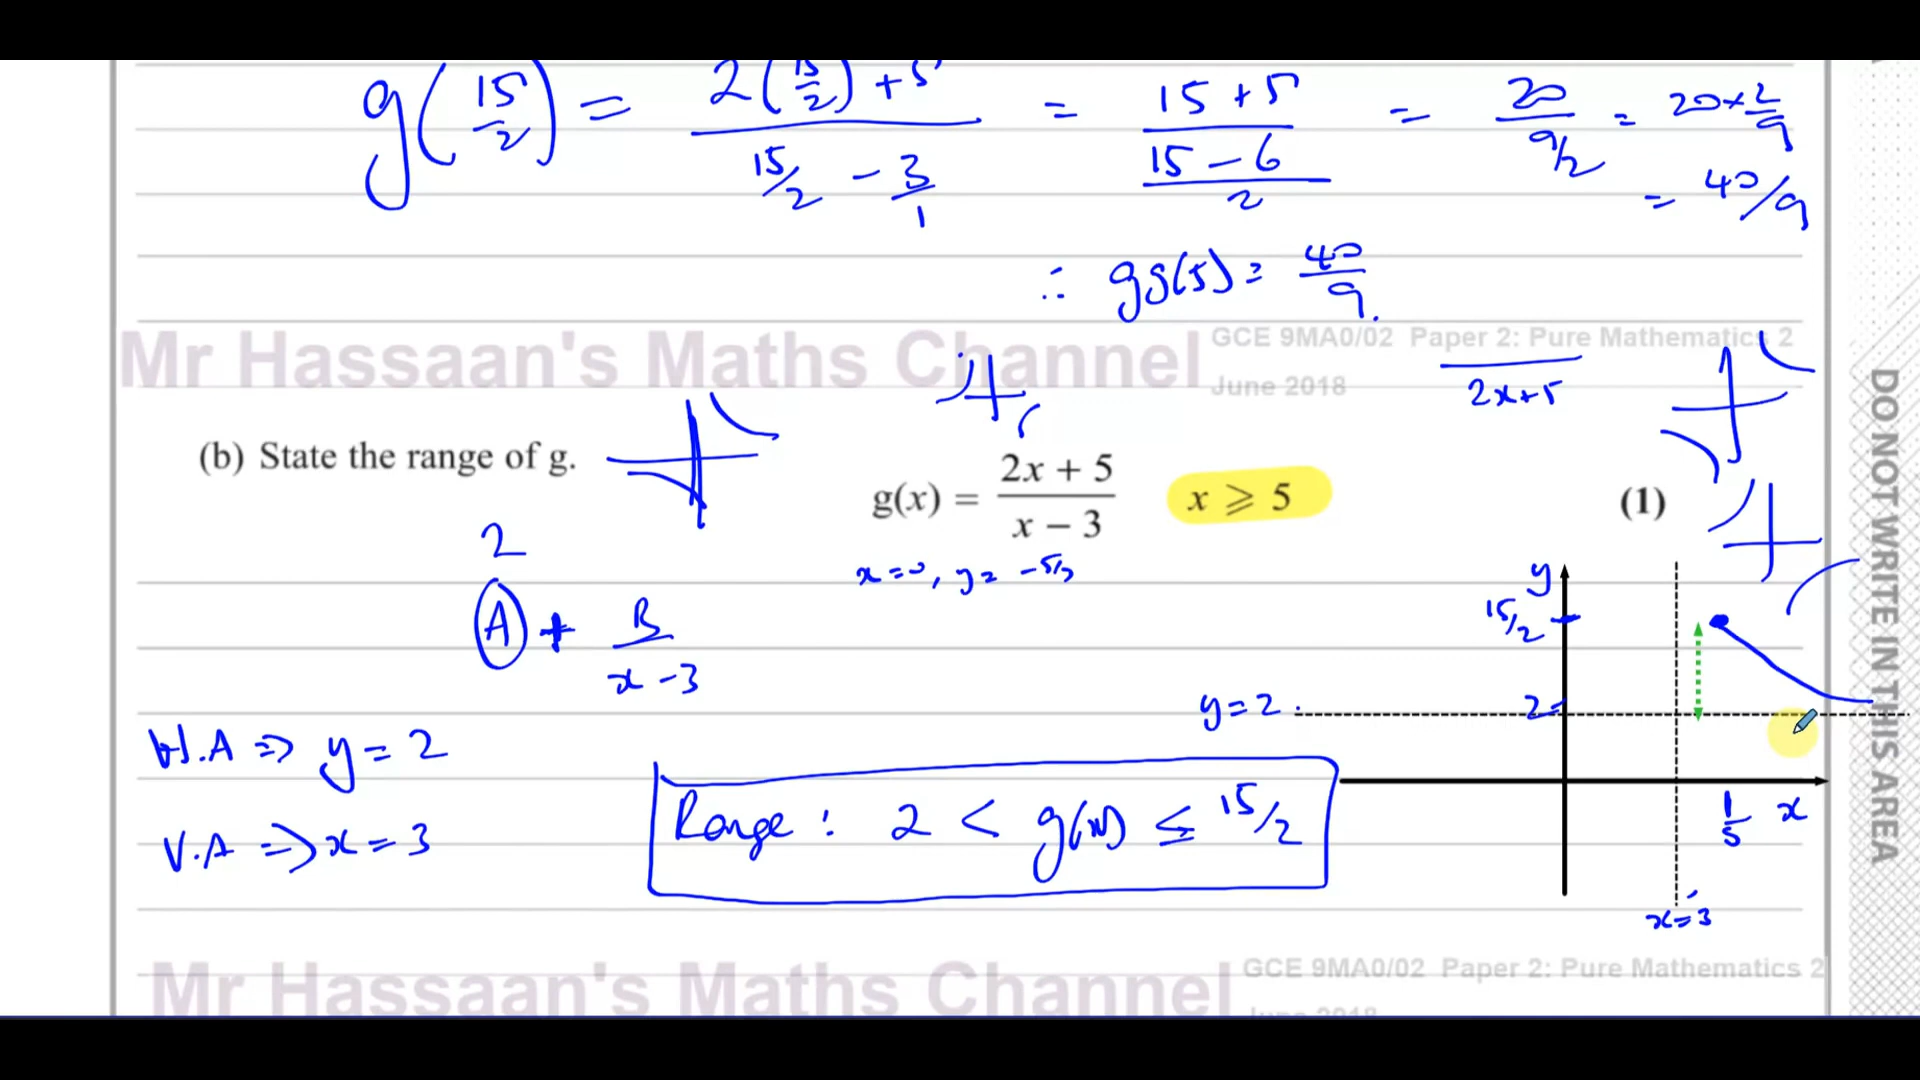 g(15/2) = (2(15/2) + 5)/(15/2 - 3/1) = (15 + 5)/((15 - 6)/2) = 20/(9/2) = 20 × 2/9
= 40/9
∴ gg(5) = 40/9.
Mr Hassaan's Maths Channel
GCE 9MA0/02 Paper 2: Pure Mathematics 2
June 2018
2x+5
(b) State the range of g.
g(x) = (2x + 5)/(x − 3) x ⩾ 5
(1)
x=0, y= -5/3
2
A + B/(x - 3)
y
15/2
y = 2
2
H.A => y = 2
V.A => x = 3
Range : 2 < g(x) ≤ 15/2
5
x
x=3
Mr Hassaan's Maths Channel
GCE 9MA0/02 Paper 2: Pure Mathematics 2
June 2018
DO NOT WRITE IN THIS AREA